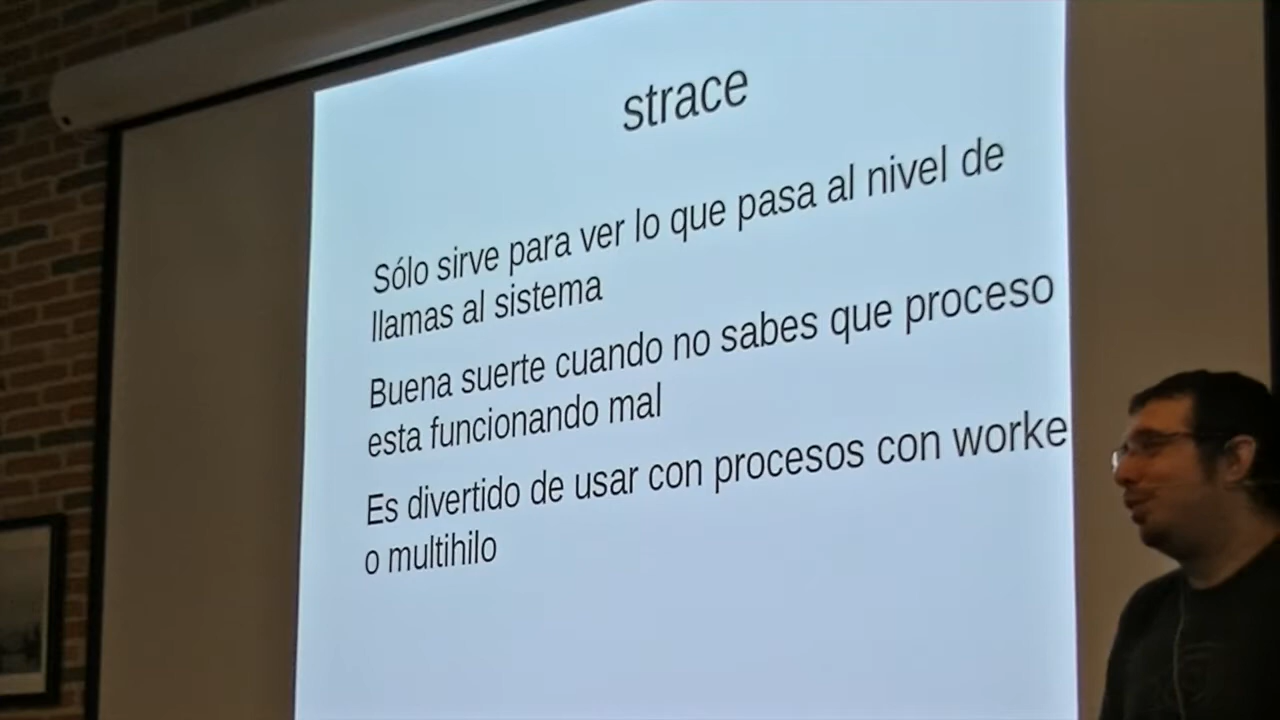 strace
Sólo sirve para ver lo que pasa al nivel de
llamas al sistema
Buena suerte cuando no sabes que proceso
esta funcionando mal
Es divertido de usar con procesos con worke
o multihilo